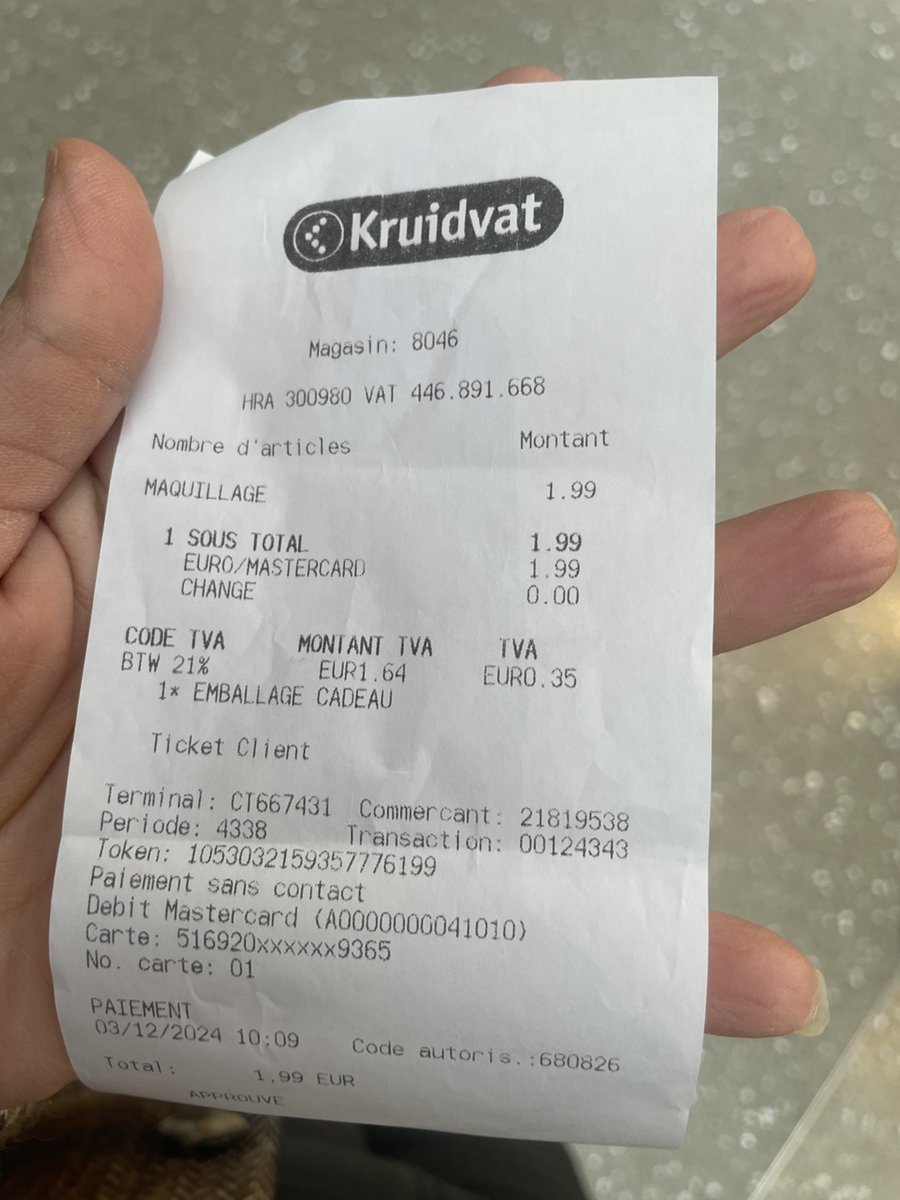 Kruidvat
Magasin: 8046
HRA 300980 VAT 446.891.668
Nombre d'articles Montant
MAQUILLAGE 1.99
1 SOUS TOTAL 1.99
EURO/MASTERCARD 1.99
CHANGE 0.00
CODE TVA MONTANT TVA TVA
BTW 21% EUR1.64 EUR0.35
1* EMBALLAGE CADEAU
Ticket Client
Terminal: CT667431 Commercant: 21819538
Periode: 4338 Transaction: 00124343
Token: 1053032159357776199
Paiement sans contact
Debit Mastercard (A0000000041010)
Carte: 516920xxxxxx9365
No. carte: 01
PAIEMENT
03/12/2024 10:09 Code autoris.:680826
Total: 1,99 EUR
APPROUVE